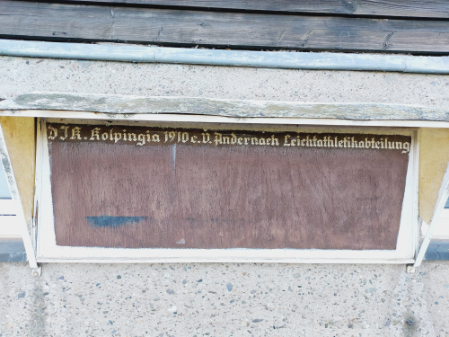 DJK. Kolpingia 1910 e.V. Andernach Leichtathletikabteilung